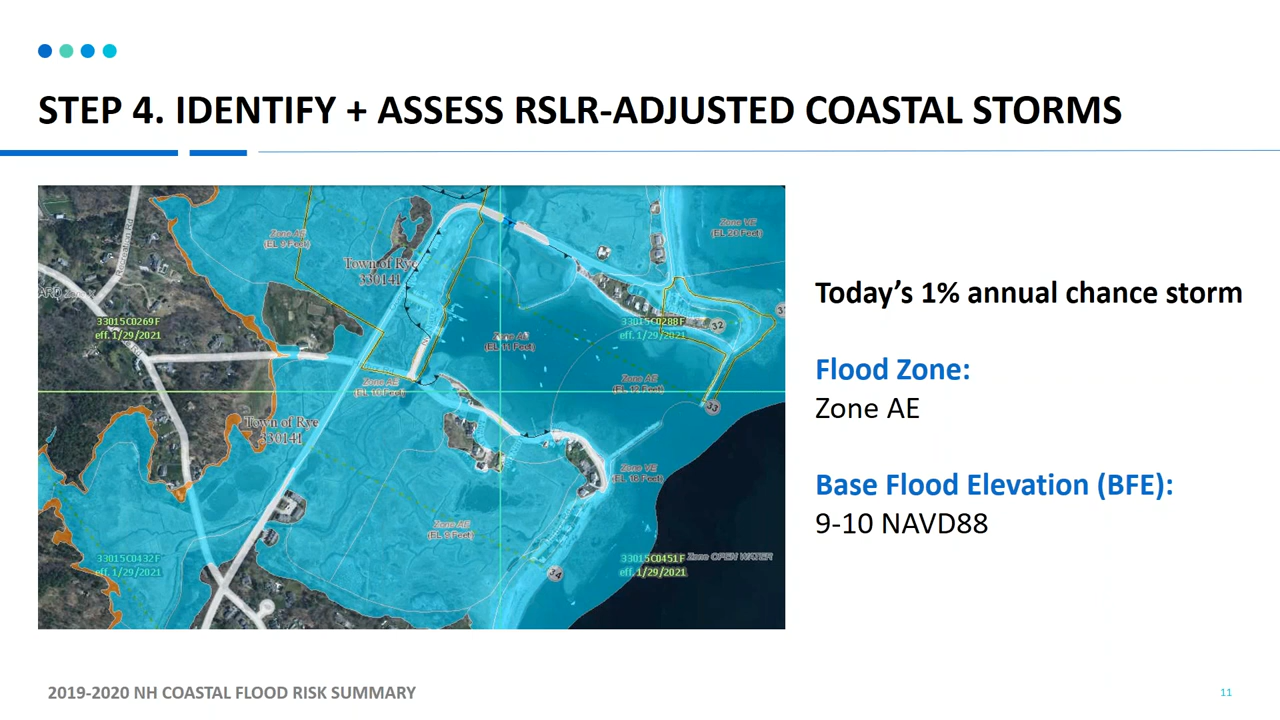 STEP 4. IDENTIFY + ASSESS RSLR-ADJUSTED COASTAL STORMS
Zone VE
(EL 20 Feet)
Zone AE
(EL 9 Feet)
Town of Rye
330141
33015C0269F
eff. 1/29/2021
33015C0288F
eff. 1/29/2021
32
Zone AE
(EL 11 Feet)
Zone AE
(EL 10 Feet)
Zone AE
(EL 12 Feet)
33
Town of Rye
330141
Zone VE
(EL 18 Feet)
Zone AE
(EL 9 Feet)
33015C0432F
eff. 1/29/2021
33015C0451F
eff. 1/29/2021
Zone OPEN WATER
34
Today's 1% annual chance storm
Flood Zone:
Zone AE
Base Flood Elevation (BFE):
9-10 NAVD88
2019-2020 NH COASTAL FLOOD RISK SUMMARY
11